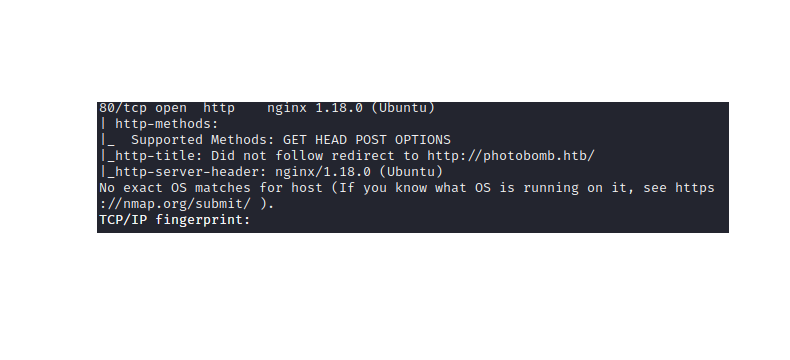 80/tcp open  http    nginx 1.18.0 (Ubuntu)
| http-methods:
|_  Supported Methods: GET HEAD POST OPTIONS
|_http-title: Did not follow redirect to http://photobomb.htb/
|_http-server-header: nginx/1.18.0 (Ubuntu)
No exact OS matches for host (If you know what OS is running on it, see https
://nmap.org/submit/ ).
TCP/IP fingerprint: